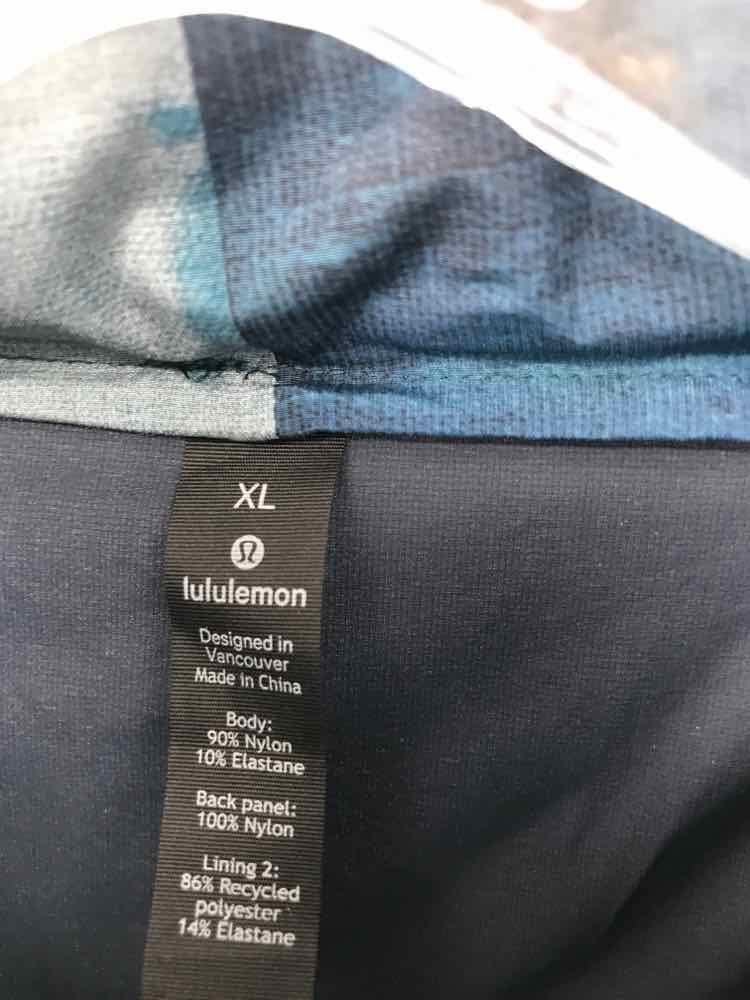 XL
lululemon
Designed in
Vancouver
Made in China
Body:
90% Nylon
10% Elastane
Back panel:
100% Nylon
Lining 2:
86% Recycled
polyester
14% Elastane